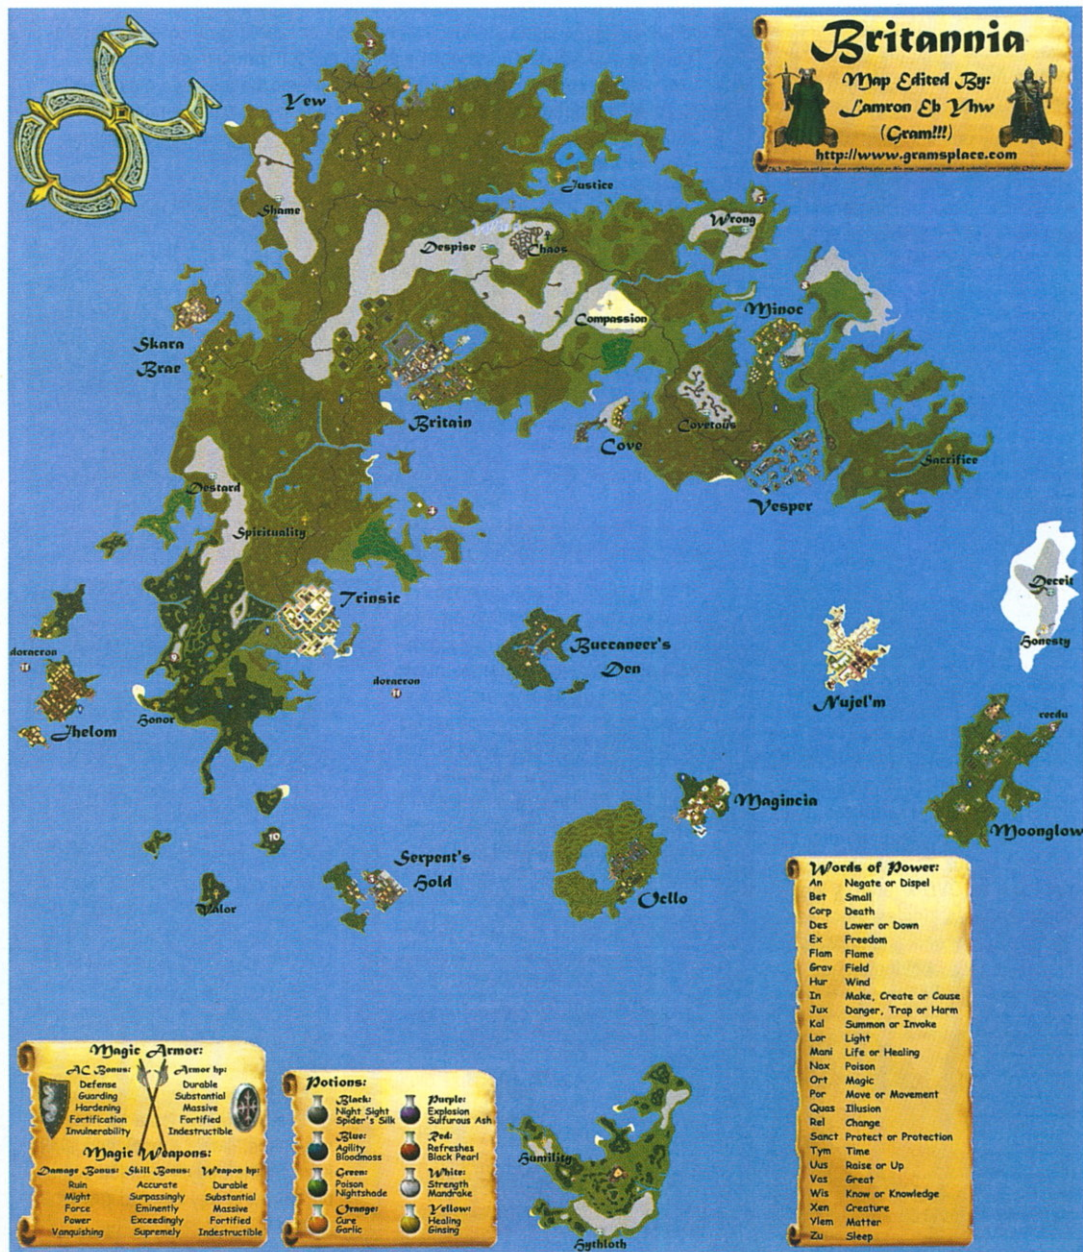 Britannia
Map Edited By:
Lamron Eb Yhw
(Gram!!!)
http://www.gramsplace.com
2
Yew
Justice
Shame
Wrong
Despise
Chaos
Minoc
Compassion
Skara
Brae
Britain
Covetous
Cove
Sacrifice
Vesper
Destard
Spirituality
Trinsic
Deceit
Buccaneer's
Den
Honesty
doracron
doracron
Nujel'm
Honor
Jhelom
cecdu
Magincia
Moonglow
10
Serpent's
Hold
Ocllo
Valor
Words of Power:
An Negate or Dispel
Bet Small
Corp Death
Des Lower or Down
Ex Freedom
Flam Flame
Grav Field
Hur Wind
In Make, Create or Cause
Jux Danger, Trap or Harm
Kal Summon or Invoke
Lor Light
Mani Life or Healing
Nox Poison
Ort Magic
Por Move or Movement
Quas Illusion
Rel Change
Sanct Protect or Protection
Tym Time
Uus Raise or Up
Vas Great
Wis Know or Knowledge
Xen Creature
Ylem Matter
Zu Sleep
Magic Armor:
AC Bonus: Armor hp:
Defense Durable
Guarding Substantial
Hardening Massive
Fortification Fortified
Invulnerability Indestructible
Magic Weapons:
Damage Bonus: Skill Bonus: Weapon hp:
Ruin Accurate Durable
Might Surpassingly Substantial
Force Eminently Massive
Power Exceedingly Fortified
Vanquishing Supremely Indestructible
Potions:
Black: Purple:
Night Sight Explosion
Spider's Silk Sulfurous Ash
Blue: Red:
Agility Refreshes
Bloodmoss Black Pearl
Green: White:
Poison Strength
Nightshade Mandrake
Orange: Yellow:
Cure Healing
Garlic Ginsing
Humility
Hythloth